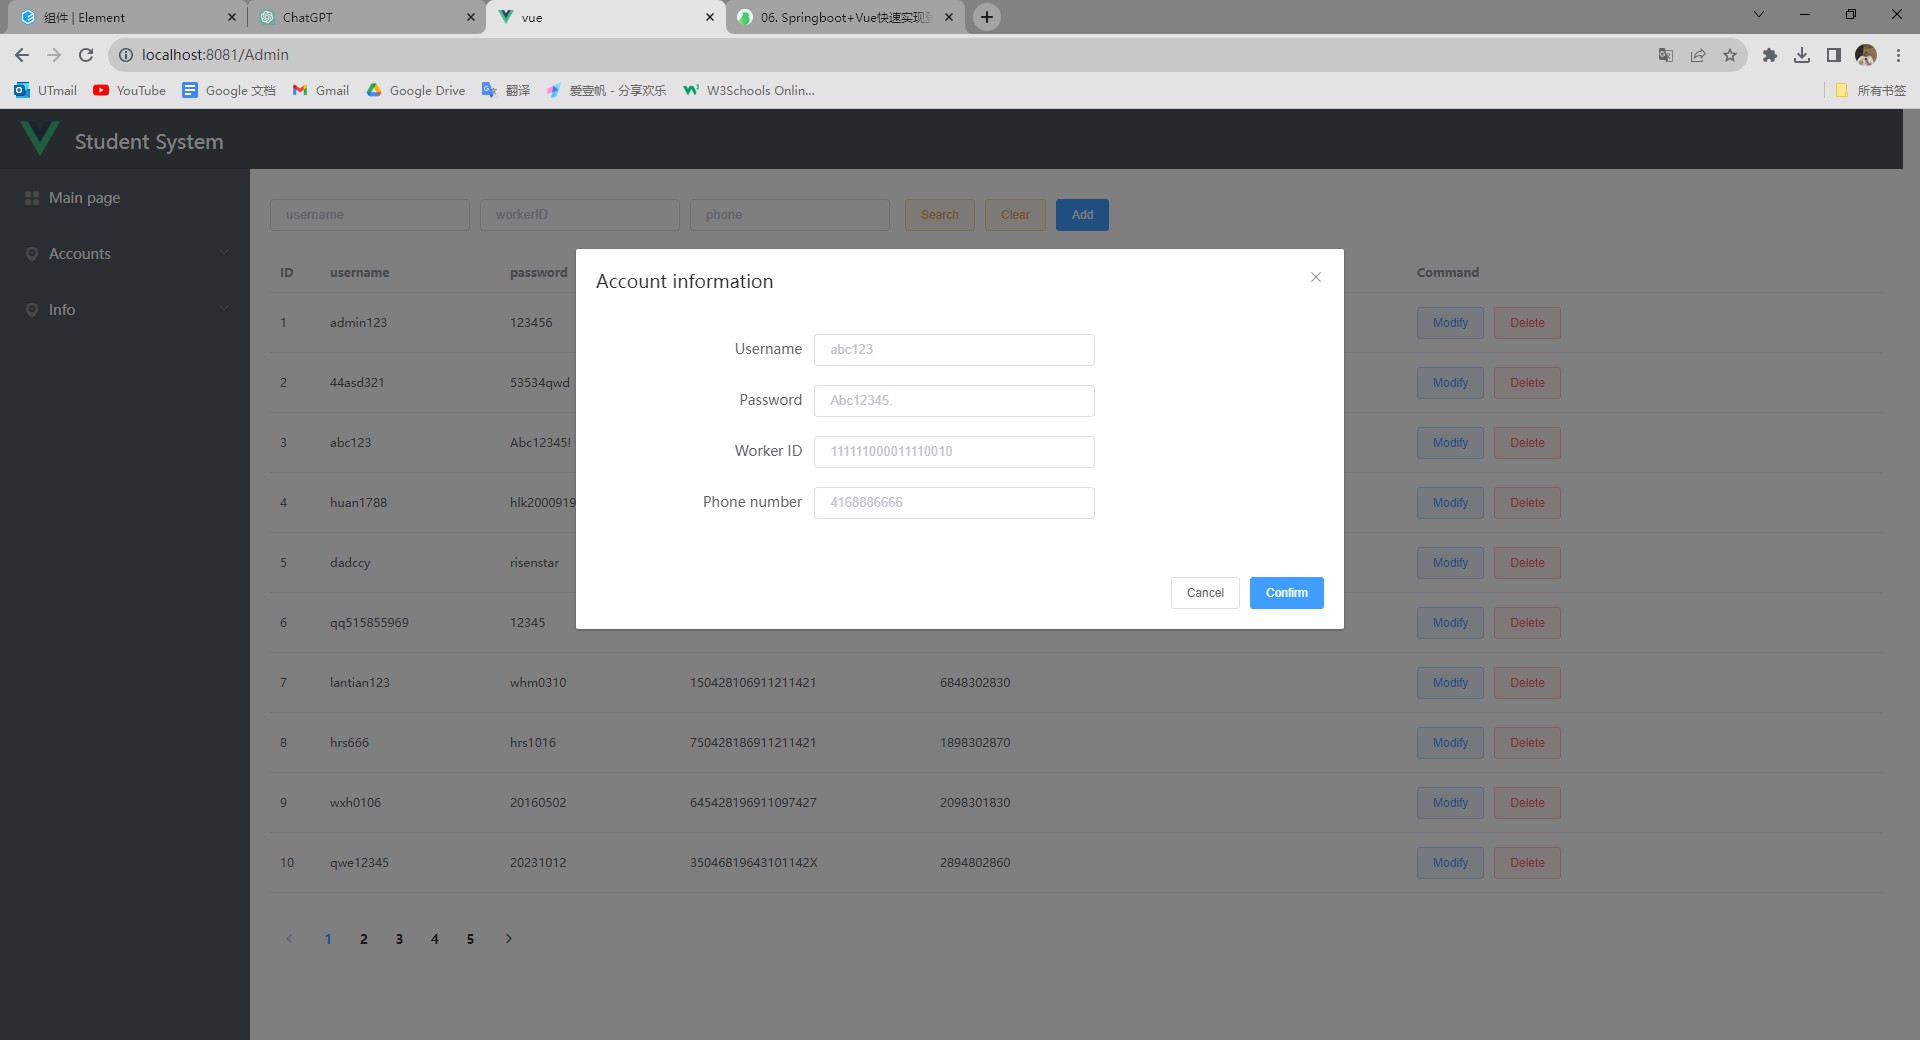 组件 | Element
ChatGPT
vue
06. Springboot+Vue快速实现
localhost:8081/Admin
UTmail
YouTube
Google 文档
Gmail
Google Drive
翻译
爱壹帆 - 分享欢乐
W3Schools Onlin...
所有书签
Student System
Main page
Accounts
Info
username
workerID
phone
Search
Clear
Add
ID username password Command
1 admin123 123456 Modify Delete
2 44asd321 53534qwd Modify Delete
3 abc123 Abc12345! Modify Delete
4 huan1788 hlk2000919 Modify Delete
5 dadccy risenstar Modify Delete
6 qq515855969 12345 Modify Delete
7 lantian123 whm0310 150428106911211421 6848302830 Modify Delete
8 hrs666 hrs1016 750428186911211421 1898302870 Modify Delete
9 wxh0106 20160502 645428196911097427 2098301830 Modify Delete
10 qwe12345 20231012 35046819643101142X 2894802860 Modify Delete
1 2 3 4 5
Account information
Username abc123
Password Abc12345.
Worker ID 111111000011110010
Phone number 4168886666
Cancel
Confirm